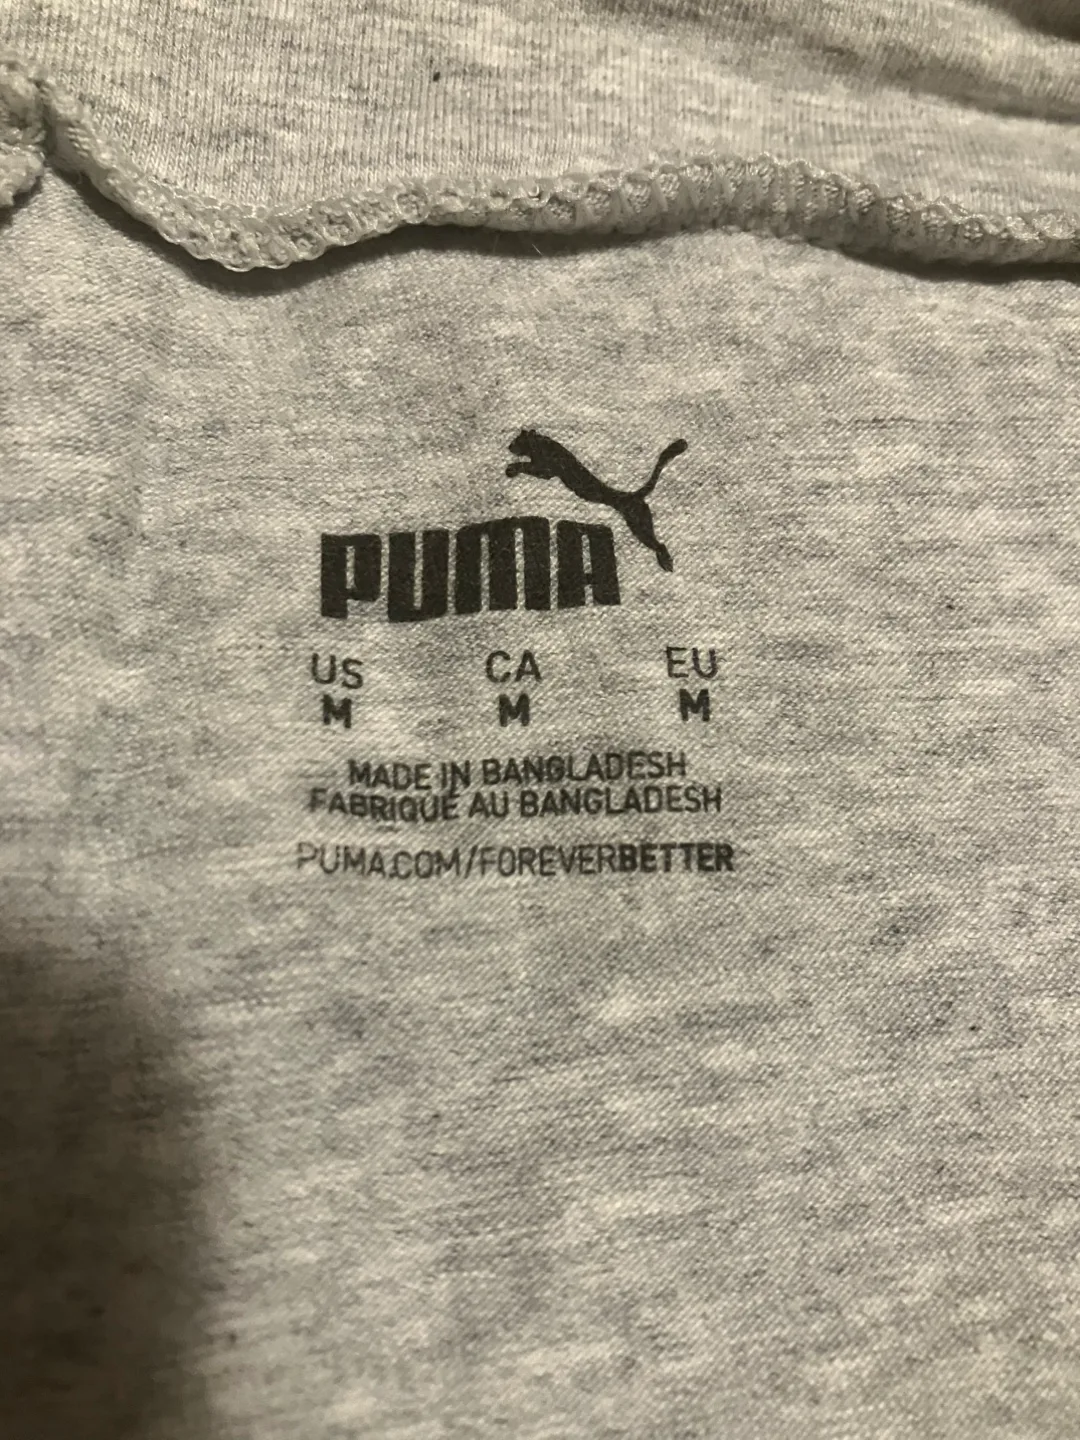 PUMA
US CA EU
M M M
MADE IN BANGLADESH
FABRIQUÉ AU BANGLADESH
PUMA.COM/FOREVERBETTER